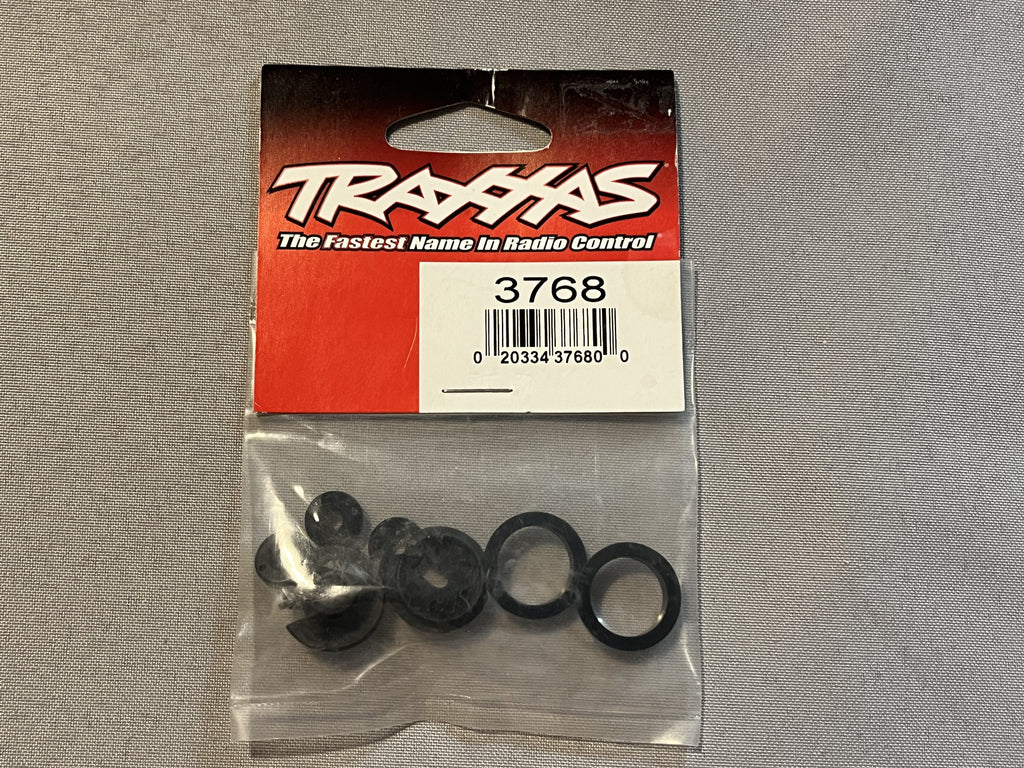 TRAXXAS
The Fastest Name In Radio Control
3768
0 20334 37680 0